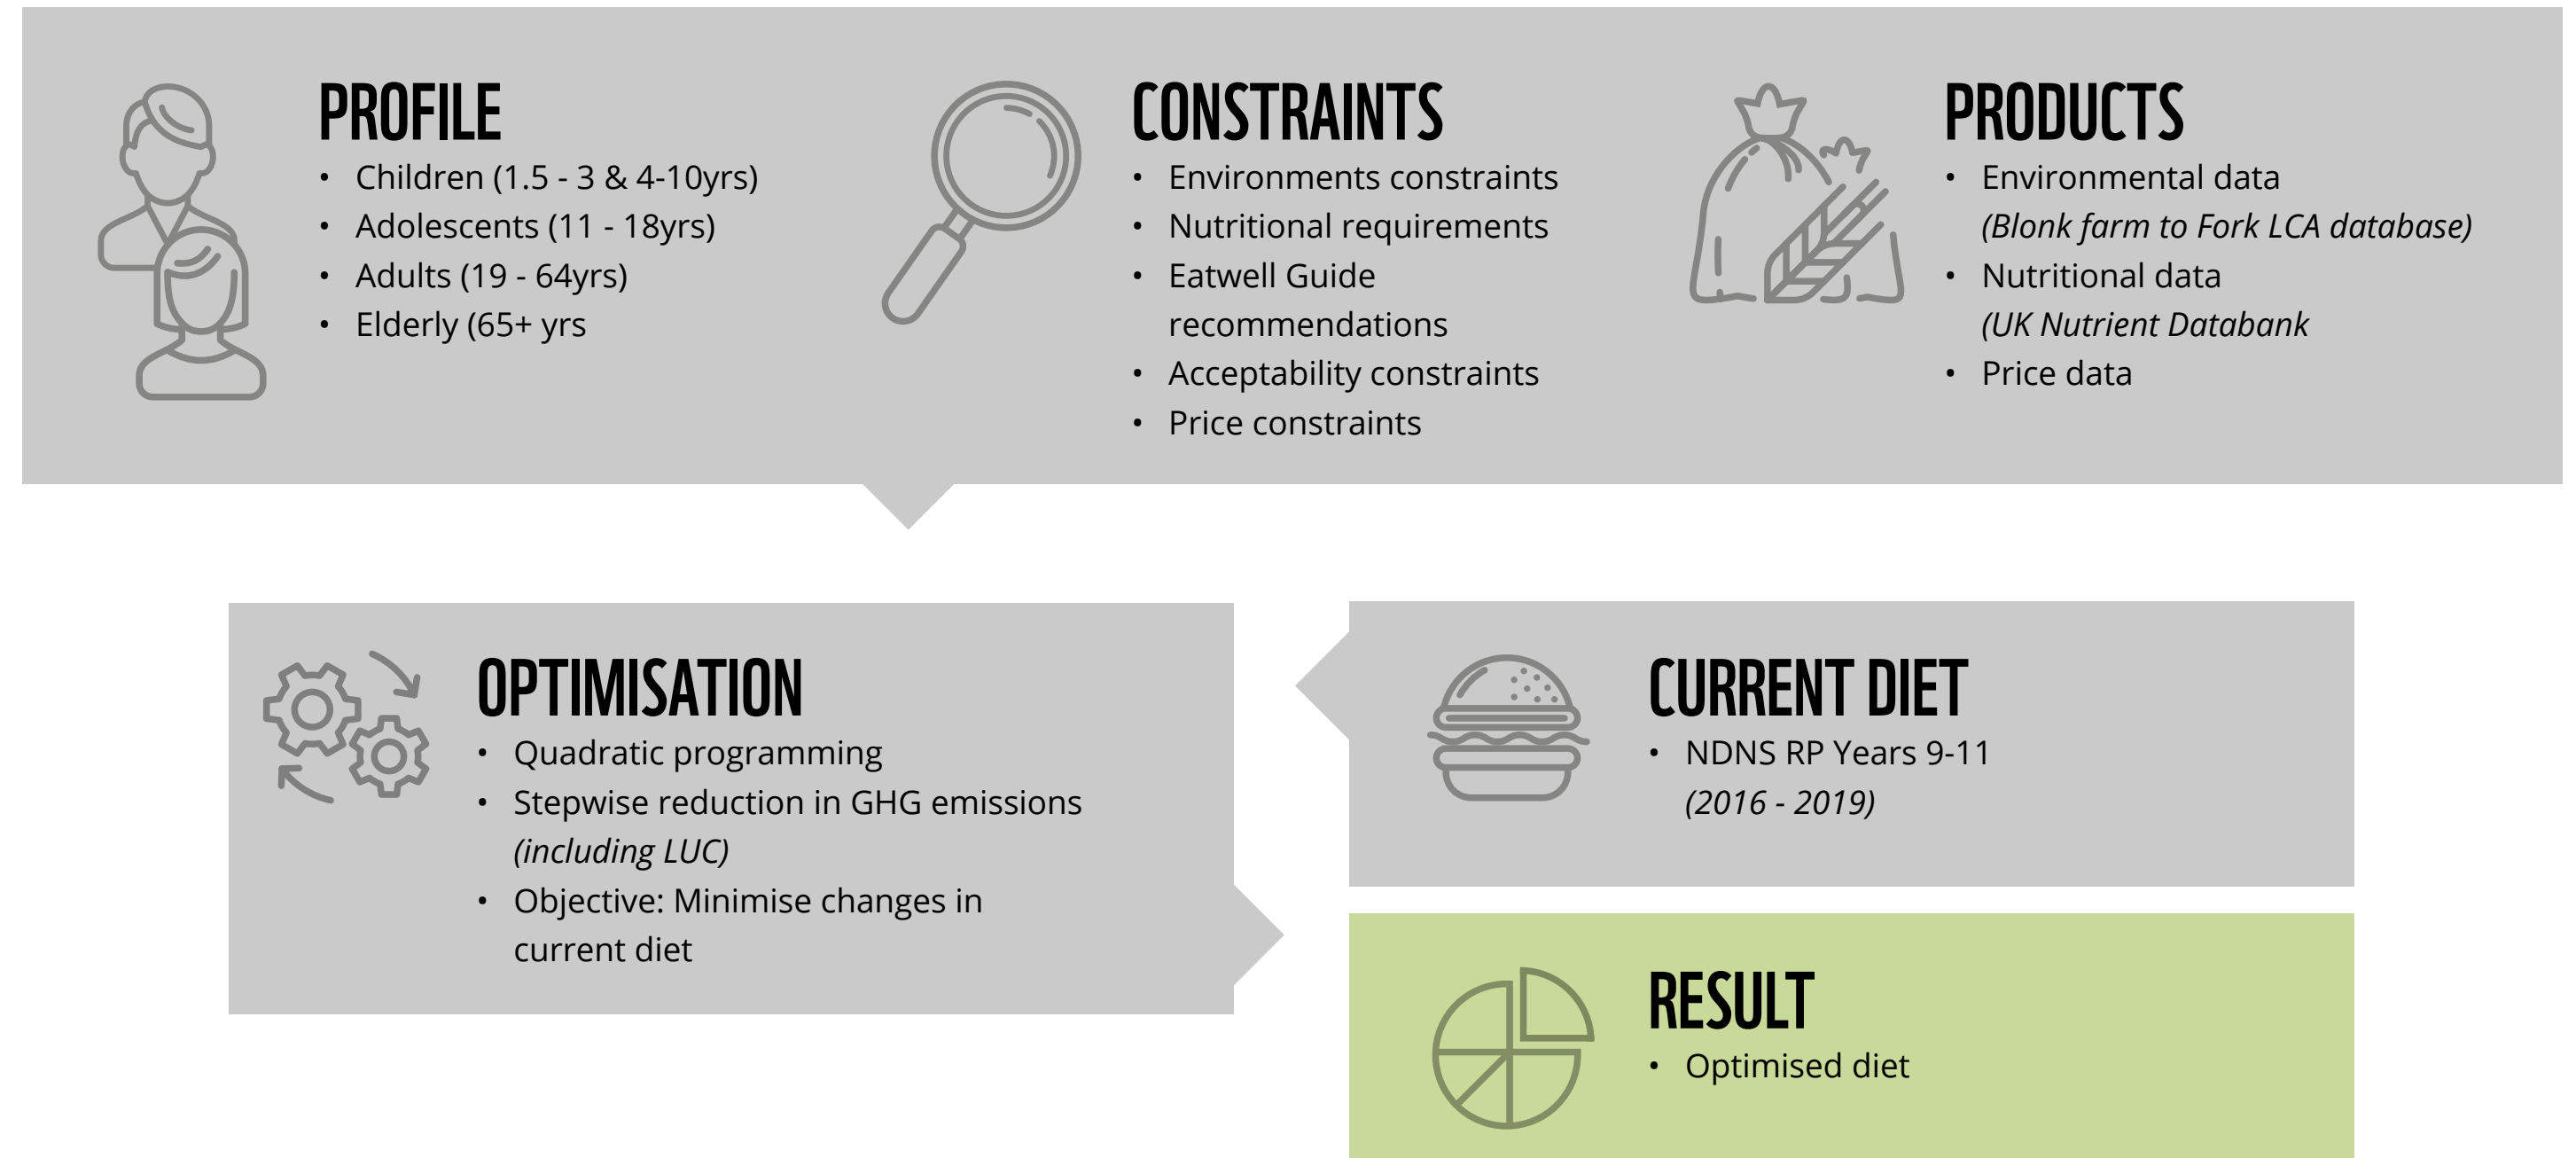 PROFILE
• Children (1.5 - 3 & 4-10yrs)
• Adolescents (11 - 18yrs)
• Adults (19 - 64yrs)
• Elderly (65+ yrs
CONSTRAINTS
• Environments constraints
• Nutritional requirements
• Eatwell Guide
recommendations
• Acceptability constraints
• Price constraints
PRODUCTS
• Environmental data
(Blonk farm to Fork LCA database)
• Nutritional data
(UK Nutrient Databank
• Price data
OPTIMISATION
• Quadratic programming
• Stepwise reduction in GHG emissions
(including LUC)
• Objective: Minimise changes in
current diet
CURRENT DIET
• NDNS RP Years 9-11
(2016 - 2019)
RESULT
• Optimised diet